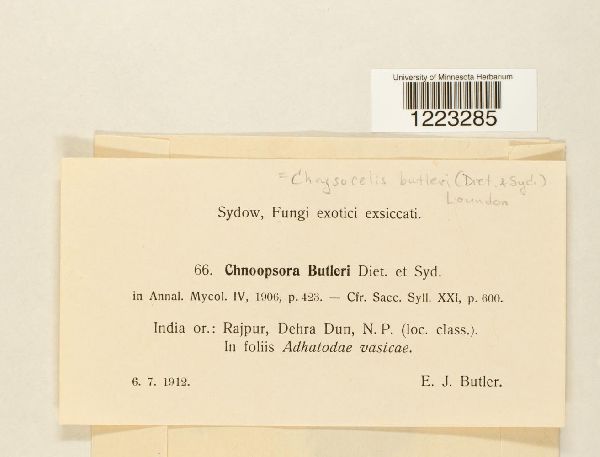 University of Minnesota Herbarium
1223285
= Chrysocelis butleri (Diet. & Syd.)
Loundon
Sydow, Fungi exotici exsiccati.
66. Chnoopsora Butleri Diet. et Syd.
in Annal. Mycol. IV, 1906, p. 423. — Cfr. Sacc. Syll. XXI, p. 600.
India or.: Rajpur, Dehra Dun, N. P. (loc. class.).
In foliis Adhatodae vasicae.
6. 7. 1912.
E. J. Butler.